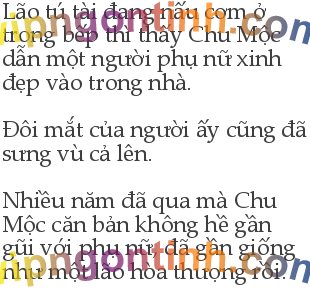 Lão tú tài đang nấu cơm ở
trong bếp thì thấy Chu Mộc
dẫn một người phụ nữ xinh
đẹp vào trong nhà.
Đôi mắt của người ấy cũng đã
sưng vù cả lên.
Nhiều năm đã qua mà Chu
Mộc căn bản không hề gần
gũi với phụ nữ, đã gần giống
như một lão hòa thượng rồi.